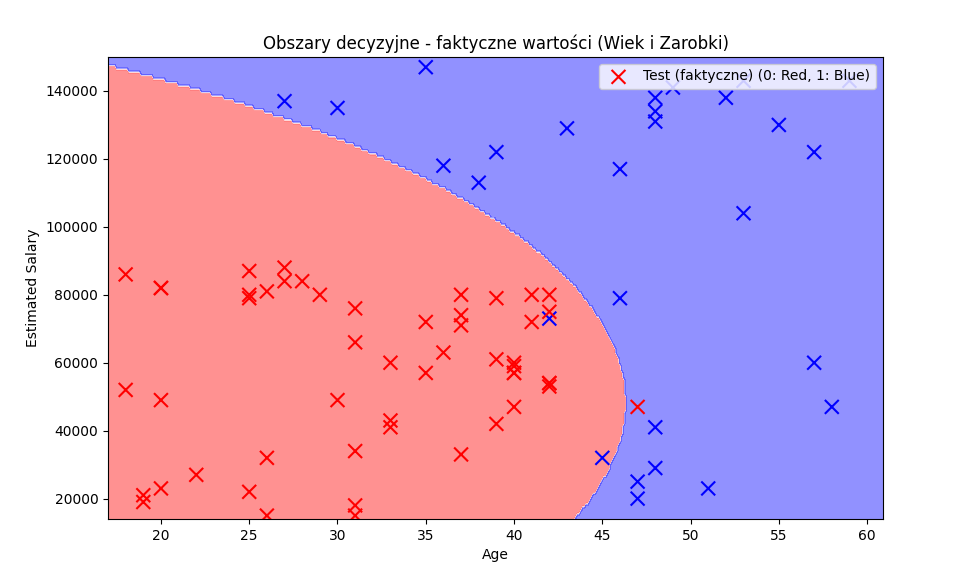 Obszary decyzyjne - faktyczne wartości (Wiek i Zarobki)
Test (faktyczne) (0: Red, 1: Blue)
Estimated Salary
140000
120000
100000
80000
60000
40000
20000
20 25 30 35 40 45 50 55 60
Age